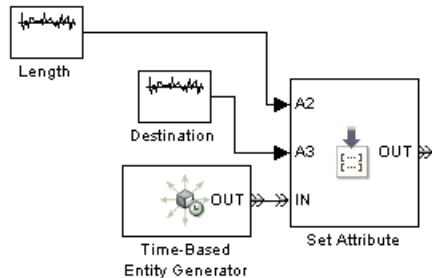 Length
A2
Destination
A3
OUT
OUT
IN
Time-Based
Entity Generator
Set Attribute